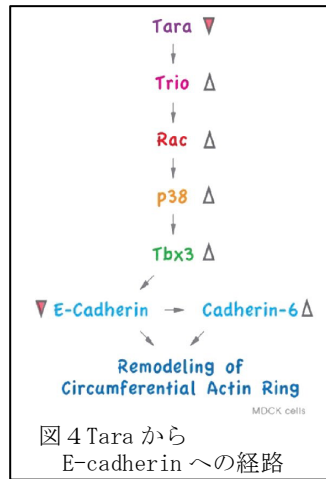 Tara
Trio
Rac
p38
Tbx3
E-Cadherin → Cadherin-6
Remodeling of
Circumferential Actin Ring
MDCK cells
図４Tara から
E-cadherin への経路